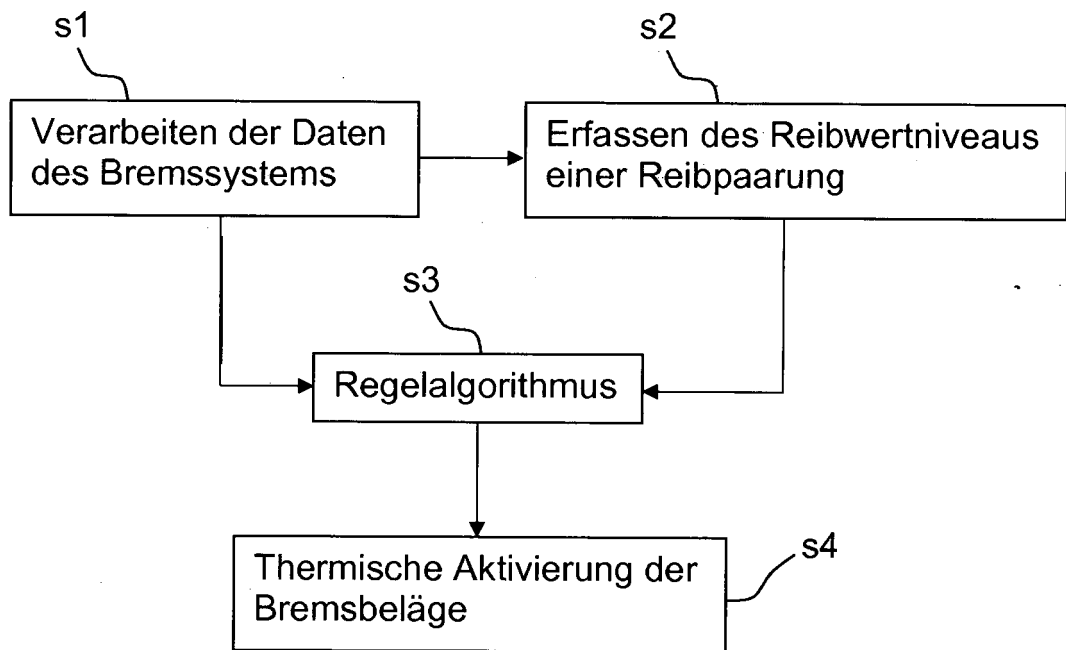 s1
s2
Verarbeiten der Daten
des Bremssystems
Erfassen des Reibwertniveaus
einer Reibpaarung
s3
Regelalgorithmus
s4
Thermische Aktivierung der
Bremsbeläge